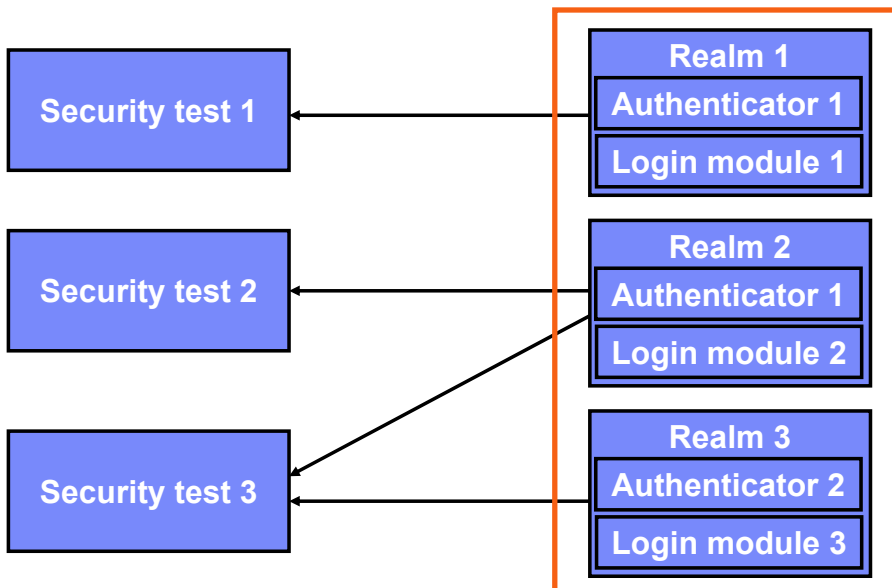 Security test 1
Security test 2
Security test 3
Realm 1
Authenticator 1
Login module 1
Realm 2
Authenticator 1
Login module 2
Realm 3
Authenticator 2
Login module 3